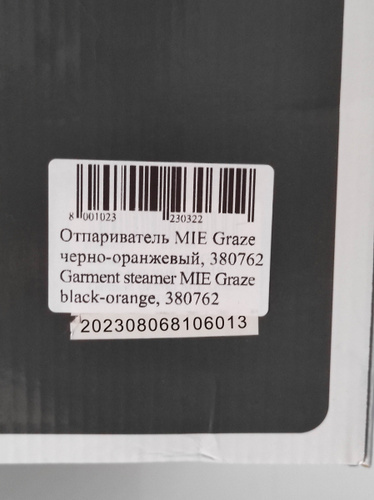 8 001023 230322
Отпариватель MIE Graze
черно-оранжевый, 380762
Garment steamer MIE Graze
black-orange, 380762
202308068106013